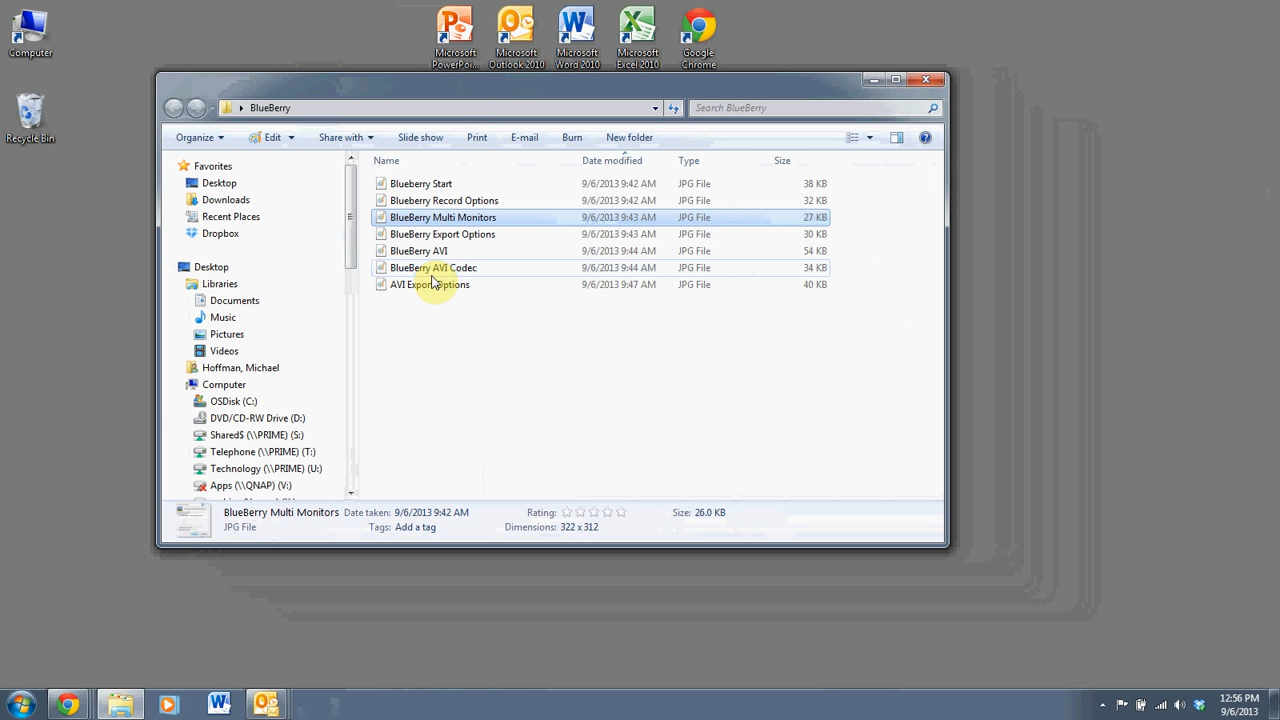 Computer
Recycle Bin
Microsoft PowerPoi...
Microsoft Outlook 2010
Microsoft Word 2010
Microsoft Excel 2010
Google Chrome
BlueBerry
Search BlueBerry
Organize Edit Share with Slide show Print E-mail Burn New folder
Name Date modified Type Size
Blueberry Start 9/6/2013 9:42 AM JPG File 38 KB
Blueberry Record Options 9/6/2013 9:42 AM JPG File 32 KB
BlueBerry Multi Monitors 9/6/2013 9:43 AM JPG File 27 KB
BlueBerry Export Options 9/6/2013 9:43 AM JPG File 30 KB
BlueBerry AVI 9/6/2013 9:44 AM JPG File 54 KB
BlueBerry AVI Codec 9/6/2013 9:44 AM JPG File 34 KB
AVI Export Options 9/6/2013 9:47 AM JPG File 40 KB
Favorites
Desktop
Downloads
Recent Places
Dropbox
Desktop
Libraries
Documents
Music
Pictures
Videos
Hoffman, Michael
Computer
OSDisk (C:)
DVD/CD-RW Drive (D:)
Shared$ (\\PRIME) (S:)
Telephone (\\PRIME) (T:)
Technology (\\PRIME) (U:)
Apps (\\QNAP) (V:)
BlueBerry Multi Monitors Date taken: 9/6/2013 9:42 AM Rating: Size: 26.0 KB
JPG File Tags: Add a tag Dimensions: 322 x 312
12:56 PM
9/6/2013